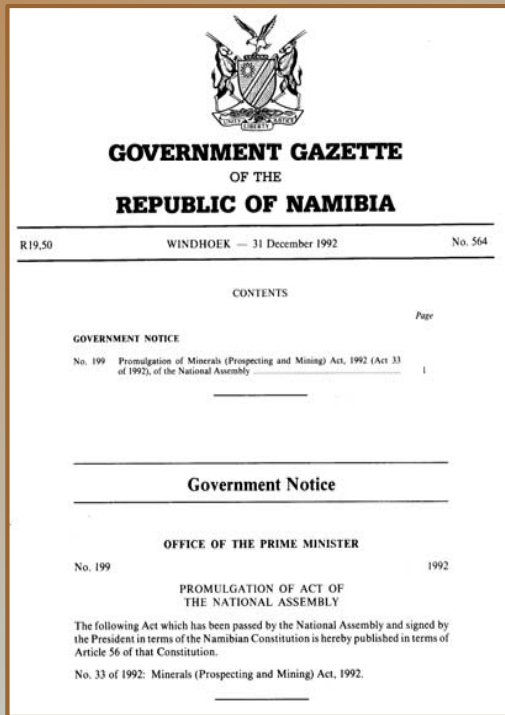 UNITY LIBERTY JUSTICE
GOVERNMENT GAZETTE
OF THE
REPUBLIC OF NAMIBIA
R19,50 WINDHOEK — 31 December 1992 No. 564
CONTENTS
Page
GOVERNMENT NOTICE
No. 199 Promulgation of Minerals (Prospecting and Mining) Act, 1992 (Act 33
of 1992), of the National Assembly ............................................................ 1
Government Notice
OFFICE OF THE PRIME MINISTER
No. 199 1992
PROMULGATION OF ACT OF
THE NATIONAL ASSEMBLY
The following Act which has been passed by the National Assembly and signed by
the President in terms of the Namibian Constitution is hereby published in terms of
Article 56 of that Constitution.
No. 33 of 1992: Minerals (Prospecting and Mining) Act, 1992.